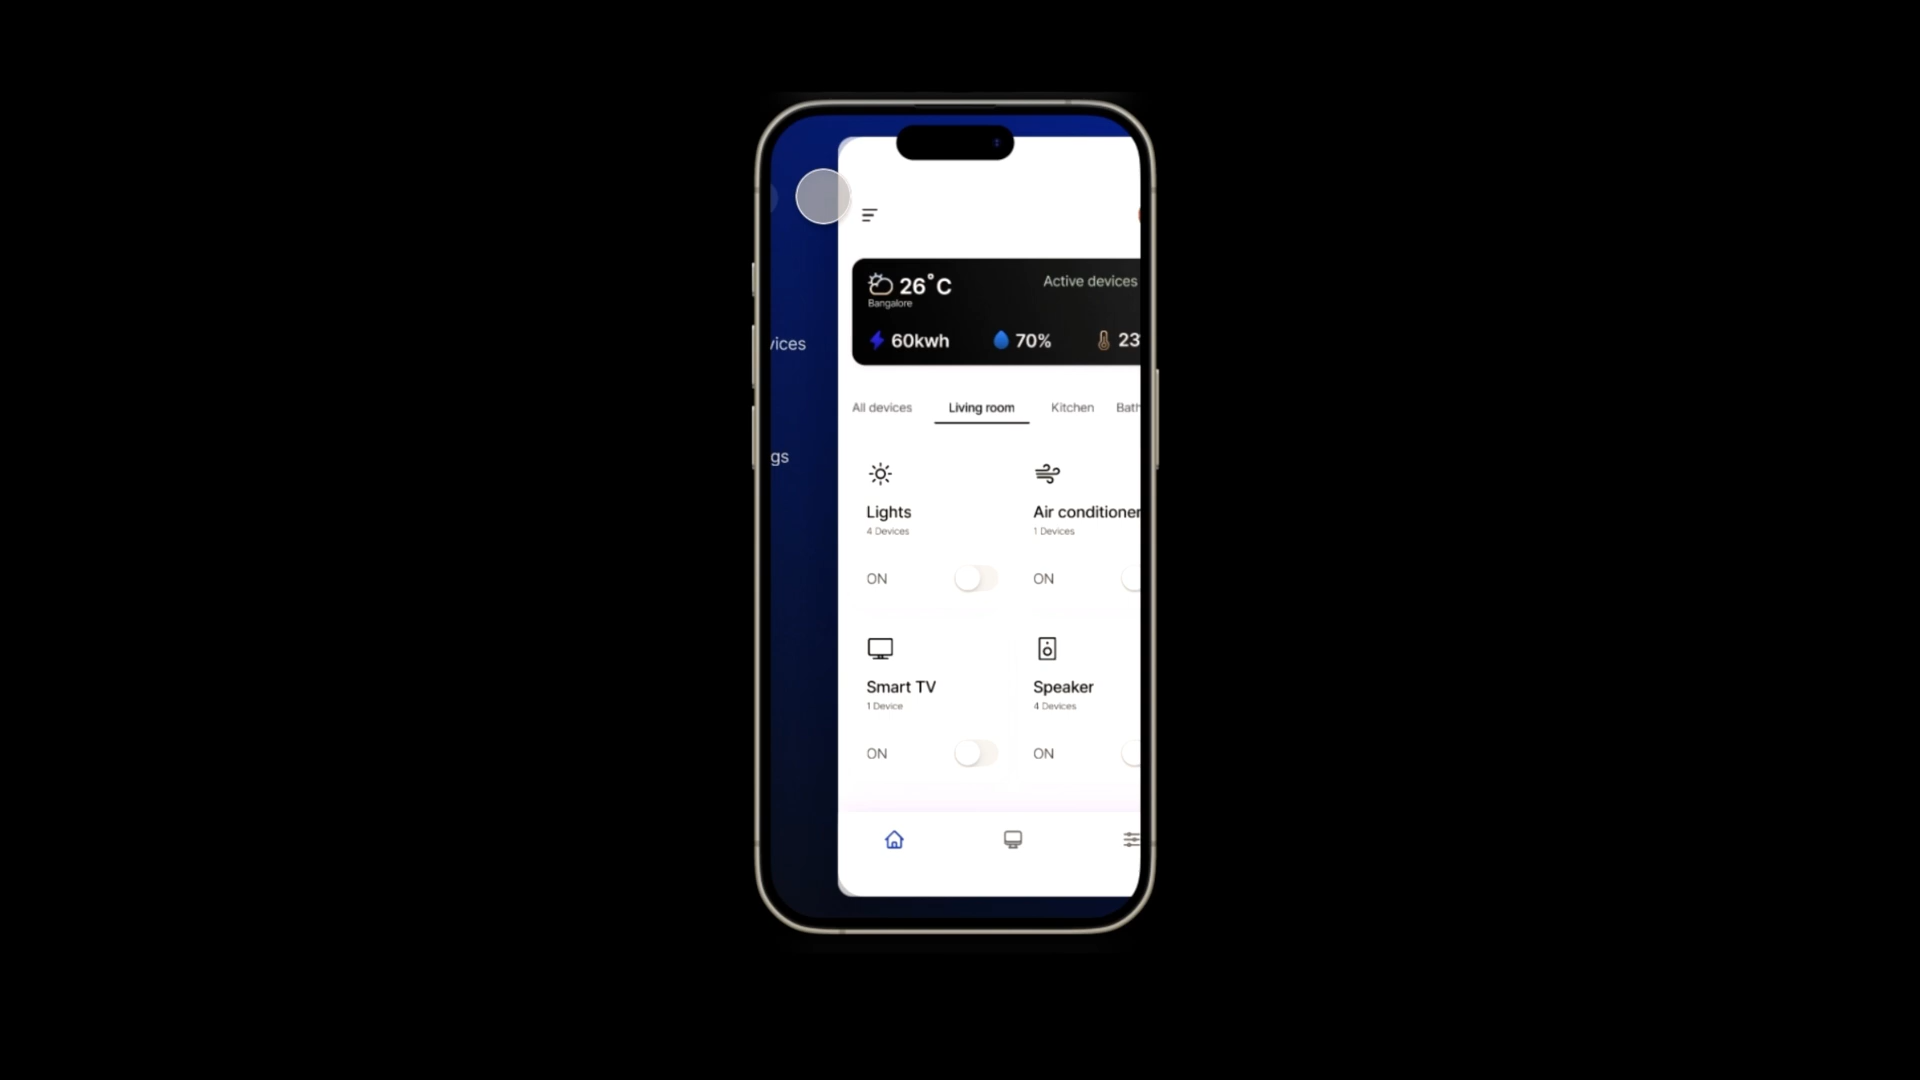 26°C
Active devices
Bangalore
60kwh
70%
23
vices
All devices
Living room
Kitchen
Bath
gs
Lights
Air conditioner
4 Devices
1 Devices
ON
ON
Smart TV
Speaker
1 Device
4 Devices
ON
ON